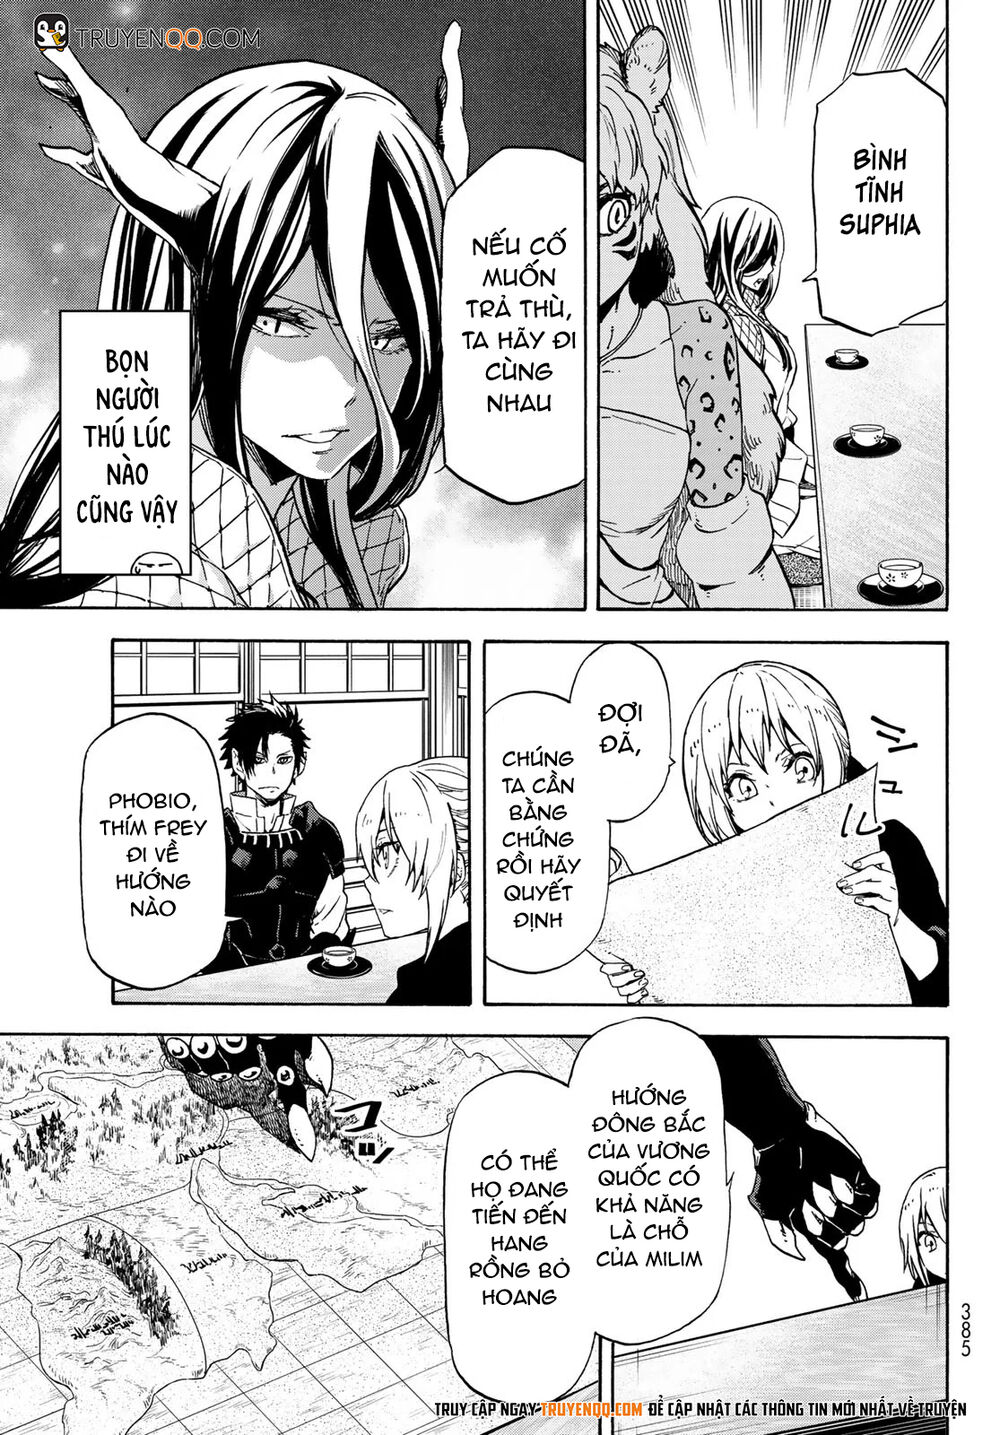 TRUYENQQ.COM
BÌNH
TĨNH
SUPHIA
NẾU CỐ
MUỐN
TRẢ THÙ,
TA HÃY ĐI
CÙNG
NHAU
BỌN
NGƯỜI
THÚ LÚC
NÀO
CŨNG VẬY
ĐỢI
ĐÃ,
CHÚNG
TA CẦN
BẰNG
CHỨNG
RỒI HÃY
QUYẾT
ĐỊNH
PHOBIO,
THÍM FREY
ĐI VỀ
HƯỚNG
NÀO
HƯỚNG
ĐÔNG BẮC
CỦA VƯƠNG
QUỐC CÓ
KHẢ NĂNG
LÀ CHỖ
CỦA MILIM
CÓ THỂ
HỌ ĐANG
TIẾN ĐẾN
HANG
RỒNG BỎ
HOANG
385
TRUY CẬP NGAY TRUYENQQ.COM ĐỂ CẬP NHẬT CÁC THÔNG TIN MỚI NHẤT VỀ TRUYỆN